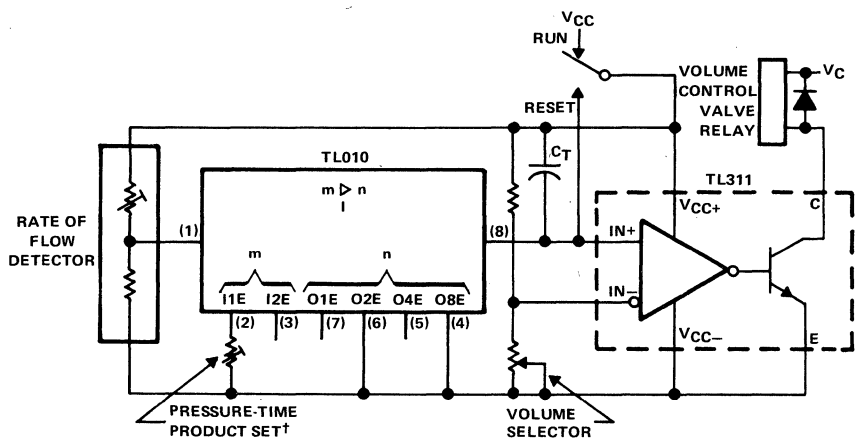 VCC
RUN
VOLUME
CONTROL
VALVE
RELAY
VC
RESET
TL010
CT
TL311
m ▷ n
I
RATE OF
FLOW
DETECTOR
(1)
(8)
IN+
VCC+
C
m
n
I1E I2E O1E O2E O4E O8E
(2) (3) (7) (6) (5) (4)
IN–
VCC–
E
PRESSURE-TIME
PRODUCT SET†
VOLUME
SELECTOR